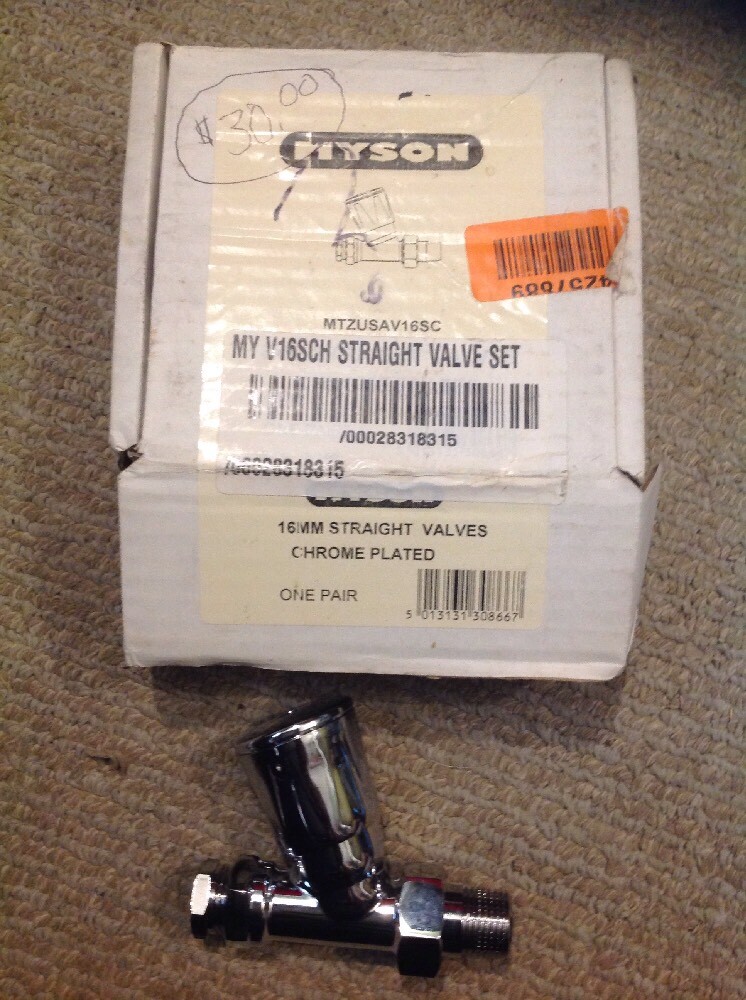 $30.00
MYSON
MTZUSAV16SC
MY V16SCH STRAIGHT VALVE SET
/00028318315
/00028318315
16MM STRAIGHT VALVES
CHROME PLATED
ONE PAIR
5 013131 308667